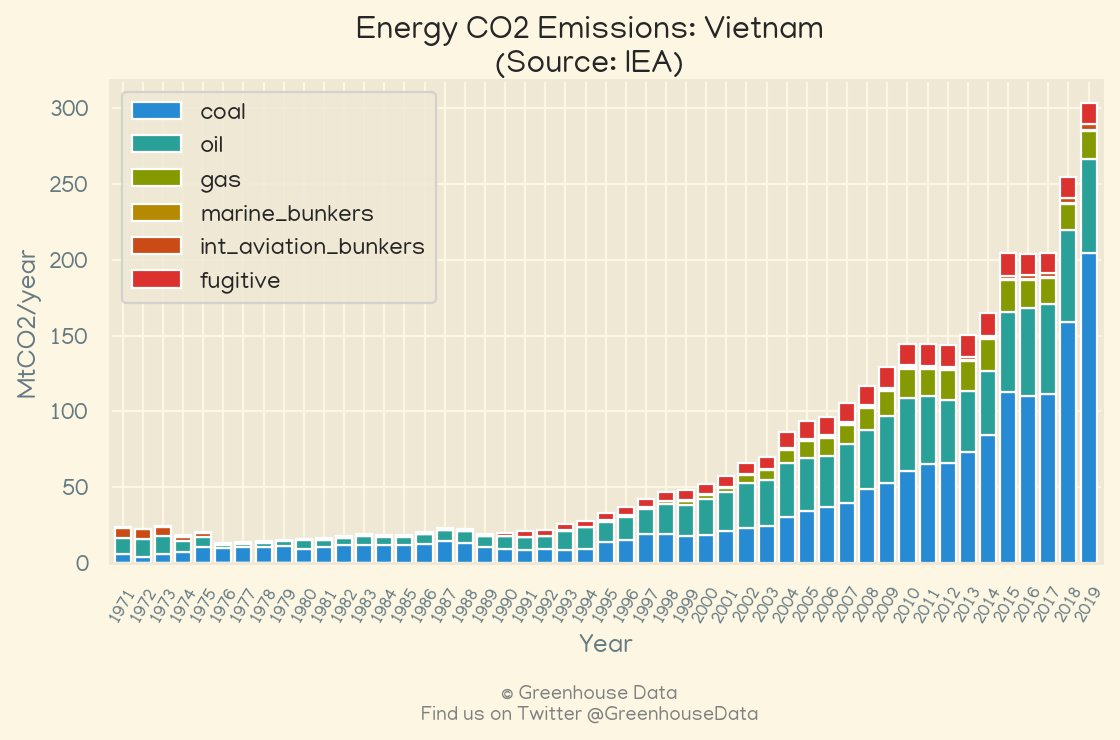 Energy CO2 Emissions: Vietnam
(Source: IEA)
300
250
200
150
100
50
0
MtCO2/year
coal
oil
gas
marine_bunkers
int_aviation_bunkers
fugitive
1971 1972 1973 1974 1975 1976 1977 1978 1979 1980 1981 1982 1983 1984 1985 1986 1987 1988 1989 1990 1991 1992 1993 1994 1995 1996 1997 1998 1999 2000 2001 2002 2003 2004 2005 2006 2007 2008 2009 2010 2011 2012 2013 2014 2015 2016 2017 2018 2019
Year
© Greenhouse Data
Find us on Twitter @GreenhouseData